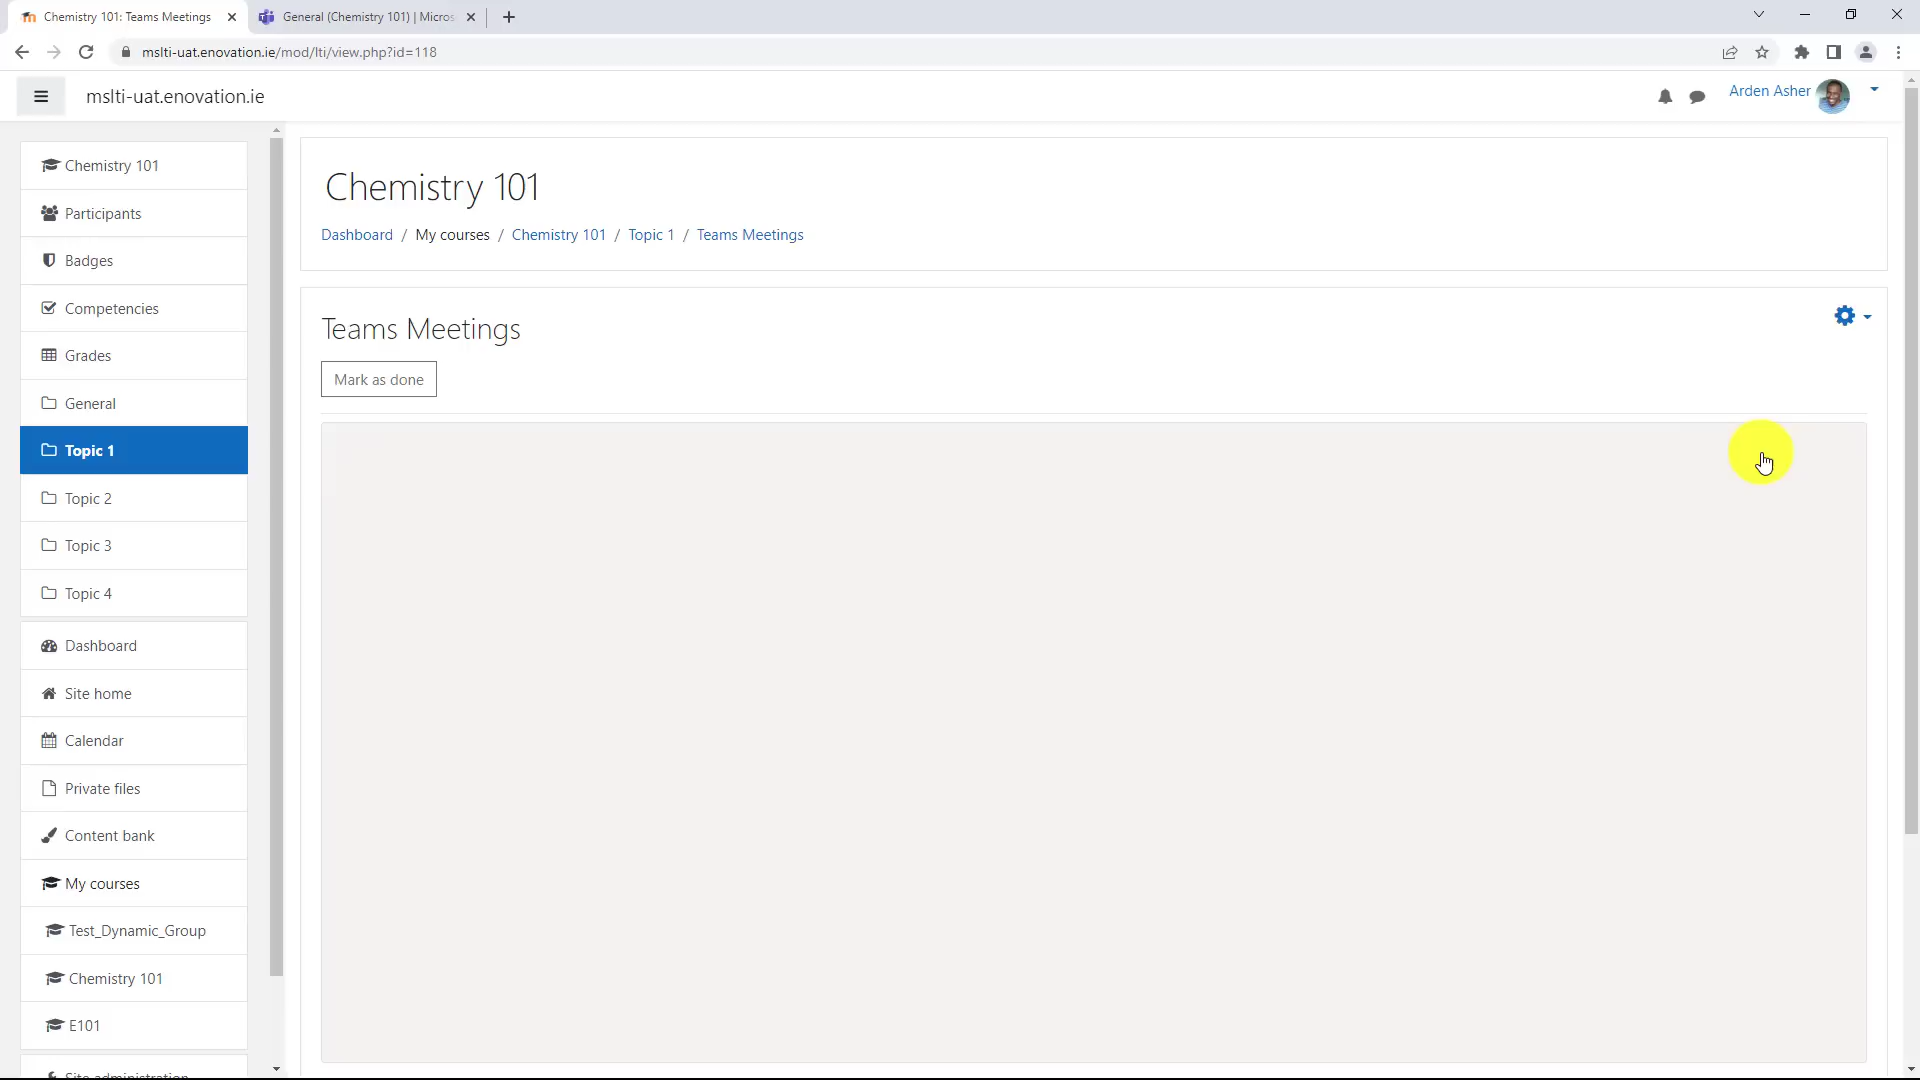 Chemistry 101: Teams Meetings
General (Chemistry 101) | Micros
mslti-uat.enovation.ie/mod/lti/view.php?id=118
mslti-uat.enovation.ie
Arden Asher
Chemistry 101
Participants
Badges
Competencies
Grades
General
Topic 1
Topic 2
Topic 3
Topic 4
Dashboard
Site home
Calendar
Private files
Content bank
My courses
Test_Dynamic_Group
Chemistry 101
E101
Site administration
Chemistry 101
Dashboard / My courses / Chemistry 101 / Topic 1 / Teams Meetings
Teams Meetings
Mark as done